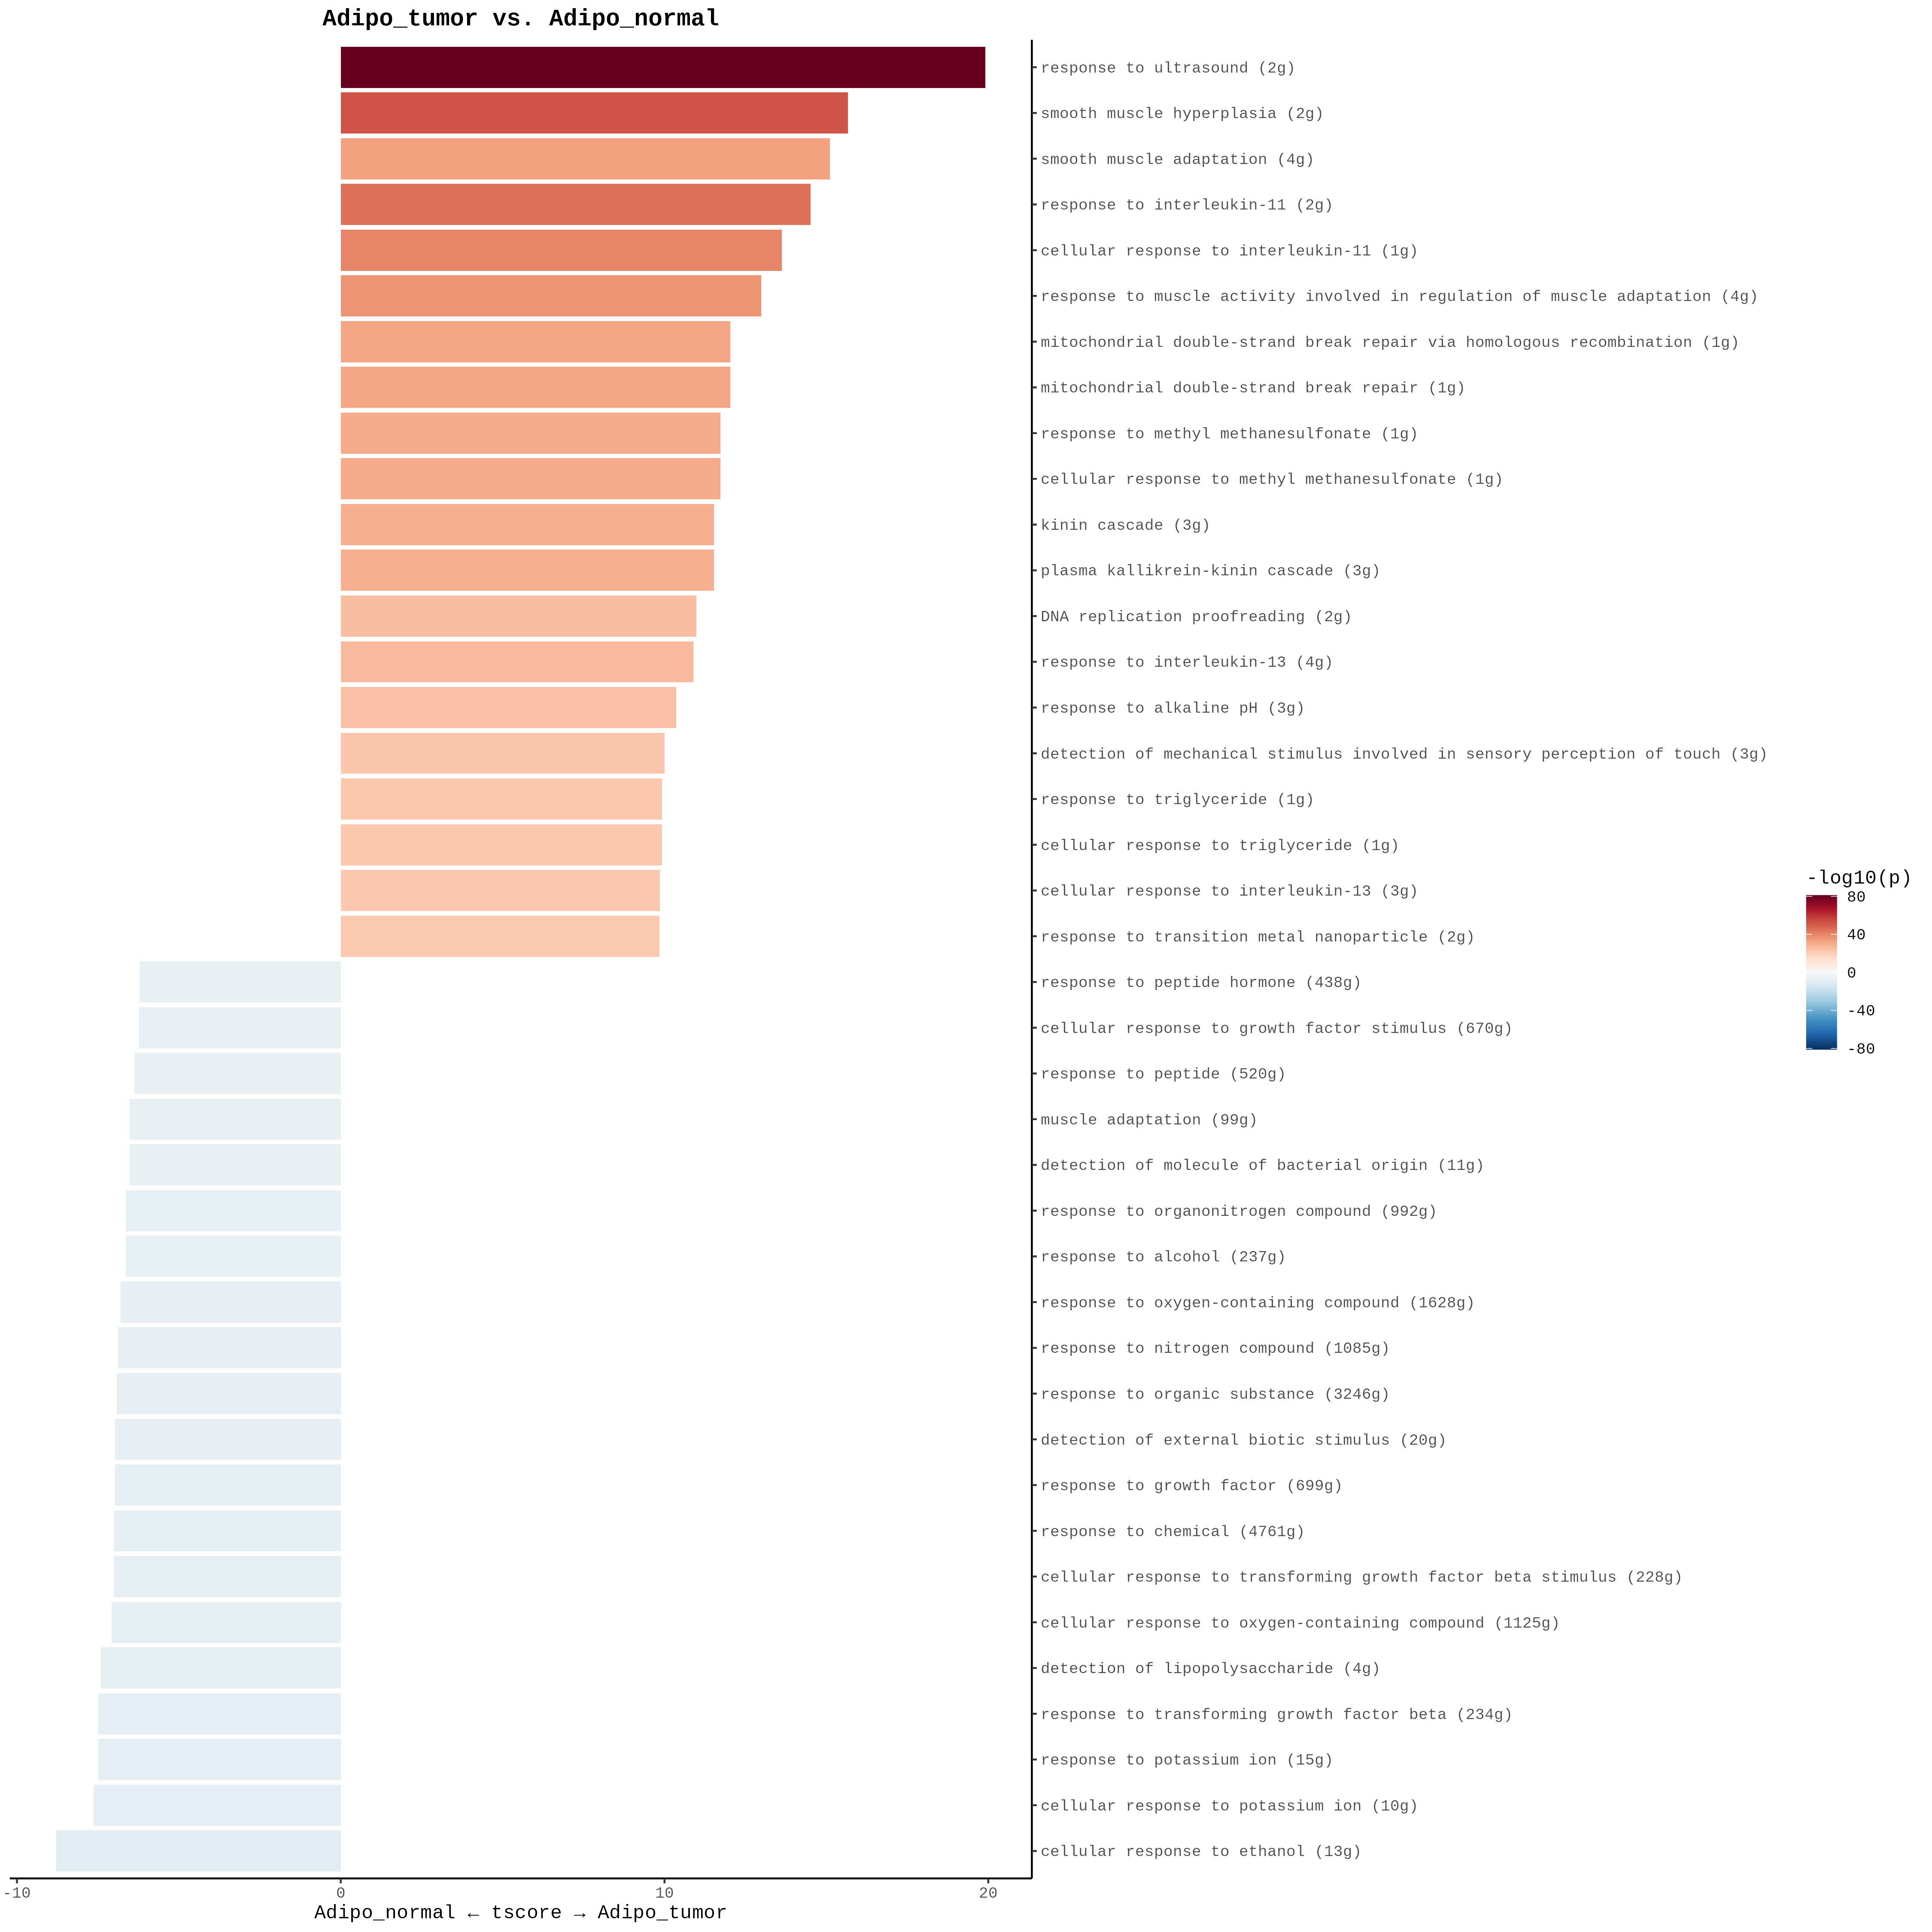 Adipo_tumor vs. Adipo_normal
response to ultrasound (2g)
smooth muscle hyperplasia (2g)
smooth muscle adaptation (4g)
response to interleukin-11 (2g)
cellular response to interleukin-11 (1g)
response to muscle activity involved in regulation of muscle adaptation (4g)
mitochondrial double-strand break repair via homologous recombination (1g)
mitochondrial double-strand break repair (1g)
response to methyl methanesulfonate (1g)
cellular response to methyl methanesulfonate (1g)
kinin cascade (3g)
plasma kallikrein-kinin cascade (3g)
DNA replication proofreading (2g)
response to interleukin-13 (4g)
response to alkaline pH (3g)
detection of mechanical stimulus involved in sensory perception of touch (3g)
response to triglyceride (1g)
cellular response to triglyceride (1g)
cellular response to interleukin-13 (3g)
response to transition metal nanoparticle (2g)
response to peptide hormone (438g)
cellular response to growth factor stimulus (670g)
response to peptide (520g)
muscle adaptation (99g)
detection of molecule of bacterial origin (11g)
response to organonitrogen compound (992g)
response to alcohol (237g)
response to oxygen-containing compound (1628g)
response to nitrogen compound (1085g)
response to organic substance (3246g)
detection of external biotic stimulus (20g)
response to growth factor (699g)
response to chemical (4761g)
cellular response to transforming growth factor beta stimulus (228g)
cellular response to oxygen-containing compound (1125g)
detection of lipopolysaccharide (4g)
response to transforming growth factor beta (234g)
response to potassium ion (15g)
cellular response to potassium ion (10g)
cellular response to ethanol (13g)
-10 0 10 20
Adipo_normal ← tscore → Adipo_tumor
-log10(p)
80
40
0
-40
-80